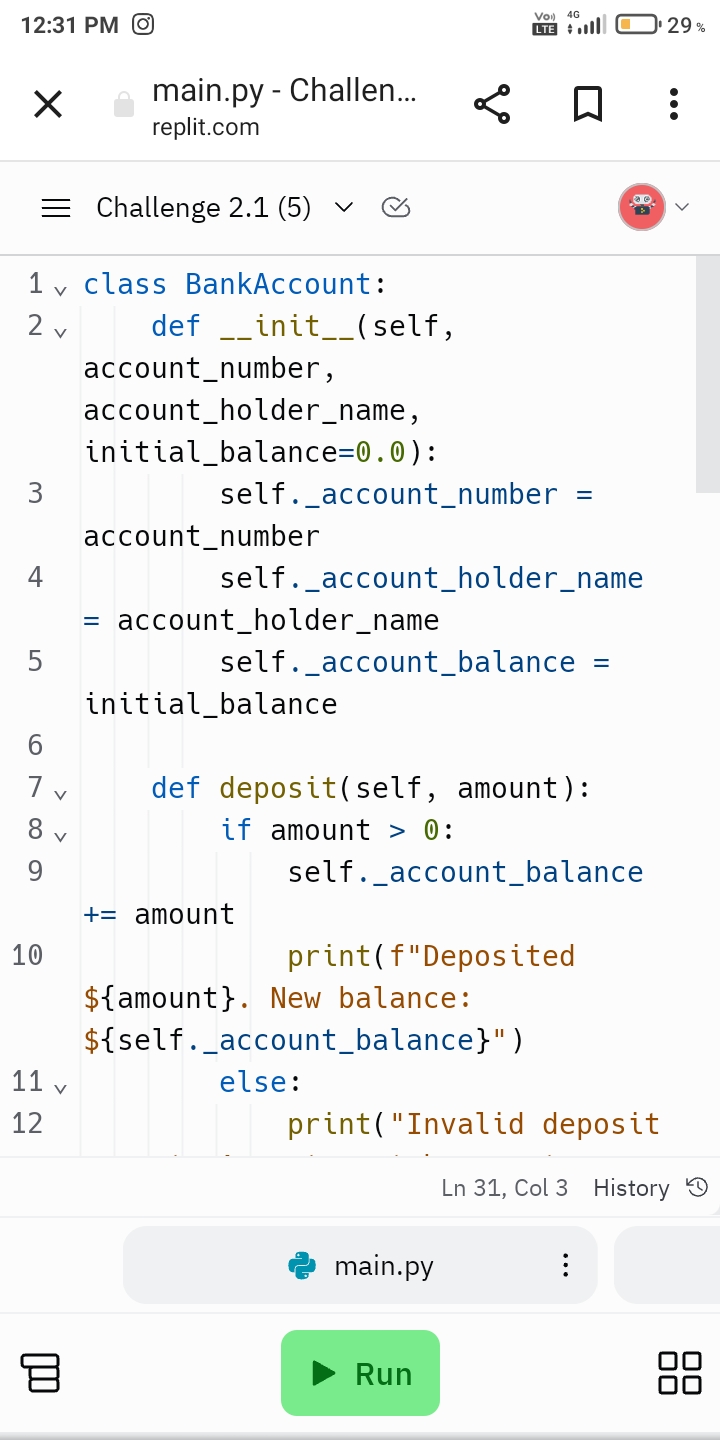 12:31 PM
Vo)) LTE 4G 29 %
main.py - Challen...
replit.com
Challenge 2.1 (5)
1 class BankAccount:
2 def __init__(self,
account_number,
account_holder_name,
initial_balance=0.0):
3 self._account_number =
account_number
4 self._account_holder_name
= account_holder_name
5 self._account_balance =
initial_balance
6
7 def deposit(self, amount):
8 if amount > 0:
9 self._account_balance
+= amount
10 print(f"Deposited
${amount}. New balance:
${self._account_balance}")
11 else:
12 print("Invalid deposit
Ln 31, Col 3 History
main.py
Run